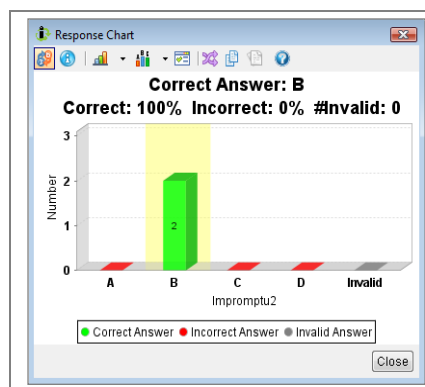 Response Chart
Correct Answer: B
Correct: 100% Incorrect: 0% #Invalid: 0
3
2
1
0
Number
2
A B C D Invalid
Impromptu2
Correct Answer Incorrect Answer Invalid Answer
Close